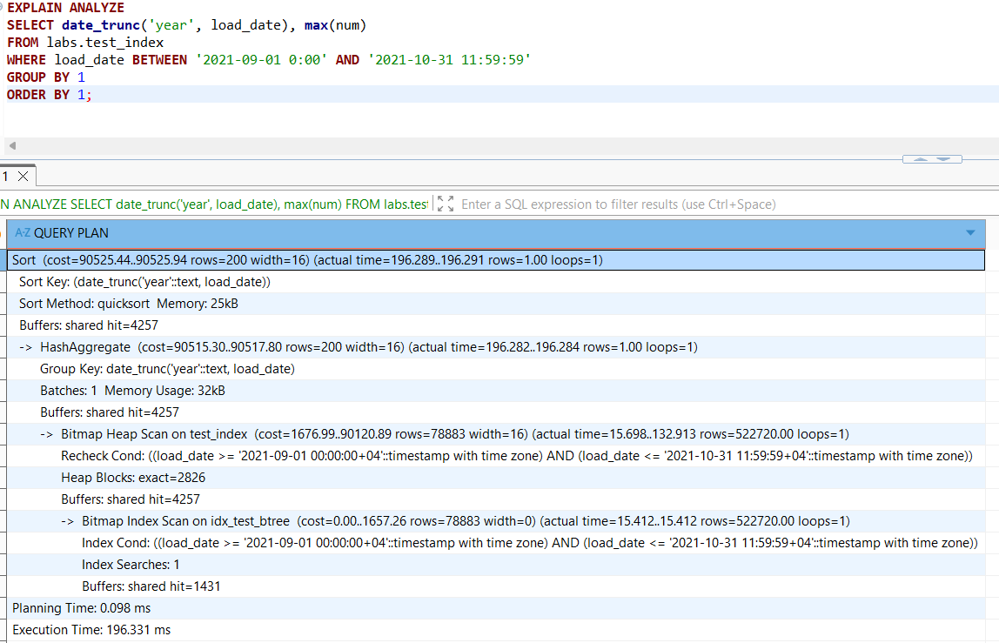 EXPLAIN ANALYZE
SELECT date_trunc('year', load_date), max(num)
FROM labs.test_index
WHERE load_date BETWEEN '2021-09-01 0:00' AND '2021-10-31 11:59:59'
GROUP BY 1
ORDER BY 1;
1
N ANALYZE SELECT date_trunc('year', load_date), max(num) FROM labs.test Enter a SQL expression to filter results (use Ctrl+Space)
A-Z QUERY PLAN
Sort (cost=90525.44..90525.94 rows=200 width=16) (actual time=196.289..196.291 rows=1.00 loops=1)
Sort Key: (date_trunc('year'::text, load_date))
Sort Method: quicksort Memory: 25kB
Buffers: shared hit=4257
-> HashAggregate (cost=90515.30..90517.80 rows=200 width=16) (actual time=196.282..196.284 rows=1.00 loops=1)
Group Key: date_trunc('year'::text, load_date)
Batches: 1 Memory Usage: 32kB
Buffers: shared hit=4257
-> Bitmap Heap Scan on test_index (cost=1676.99..90120.89 rows=78883 width=16) (actual time=15.698..132.913 rows=522720.00 loops=1)
Recheck Cond: ((load_date >= '2021-09-01 00:00:00+04'::timestamp with time zone) AND (load_date <= '2021-10-31 11:59:59+04'::timestamp with time zone))
Heap Blocks: exact=2826
Buffers: shared hit=4257
-> Bitmap Index Scan on idx_test_btree (cost=0.00..1657.26 rows=78883 width=0) (actual time=15.412..15.412 rows=522720.00 loops=1)
Index Cond: ((load_date >= '2021-09-01 00:00:00+04'::timestamp with time zone) AND (load_date <= '2021-10-31 11:59:59+04'::timestamp with time zone))
Index Searches: 1
Buffers: shared hit=1431
Planning Time: 0.098 ms
Execution Time: 196.331 ms